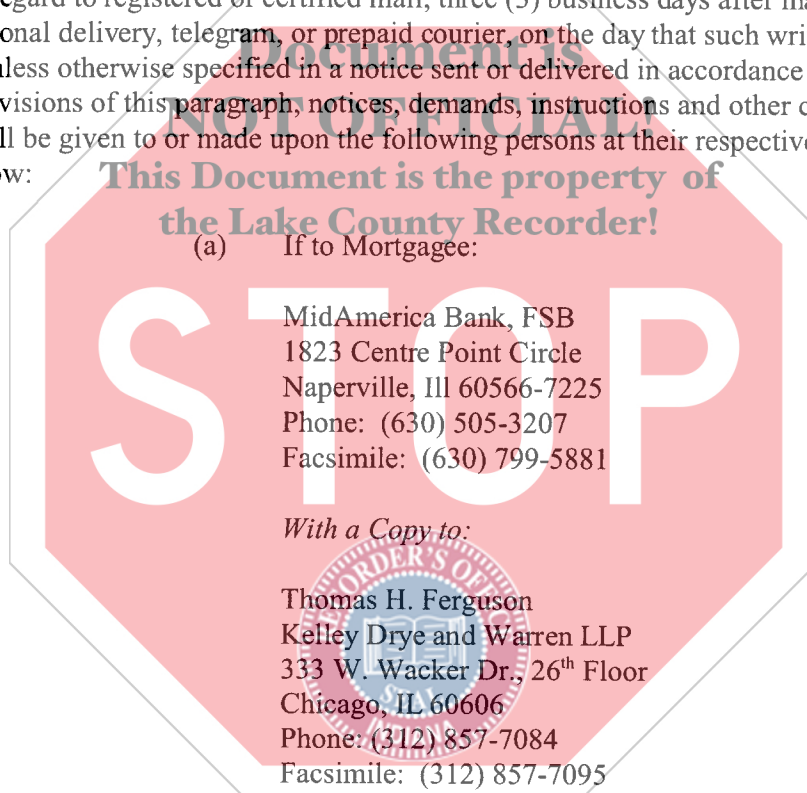 regard to registered or certified mail, three (3) business days after
onal delivery, telegram, or prepaid courier, on the day that such
less otherwise specified in a notice sent or delivered in accordance
visions of this paragraph, notices, demands, instructions and other
ll be given to or made upon the following persons at their respective
ow:
Document is
NOT OFFICIAL!
This Document is the property of
the Lake County Recorder!
(a) If to Mortgagee:
STOP
MidAmerica Bank, FSB
1823 Centre Point Circle
Naperville, Ill 60566-7225
Phone: (630) 505-3207
Facsimile: (630) 799-5881
With a Copy to:
Thomas H. Ferguson
Kelley Drye and Warren LLP
333 W. Wacker Dr., 26th Floor
Chicago, IL 60606
Phone: (312) 857-7084
Facsimile: (312) 857-7095
RECORDER'S OFFIC
SEAL
INDIANA